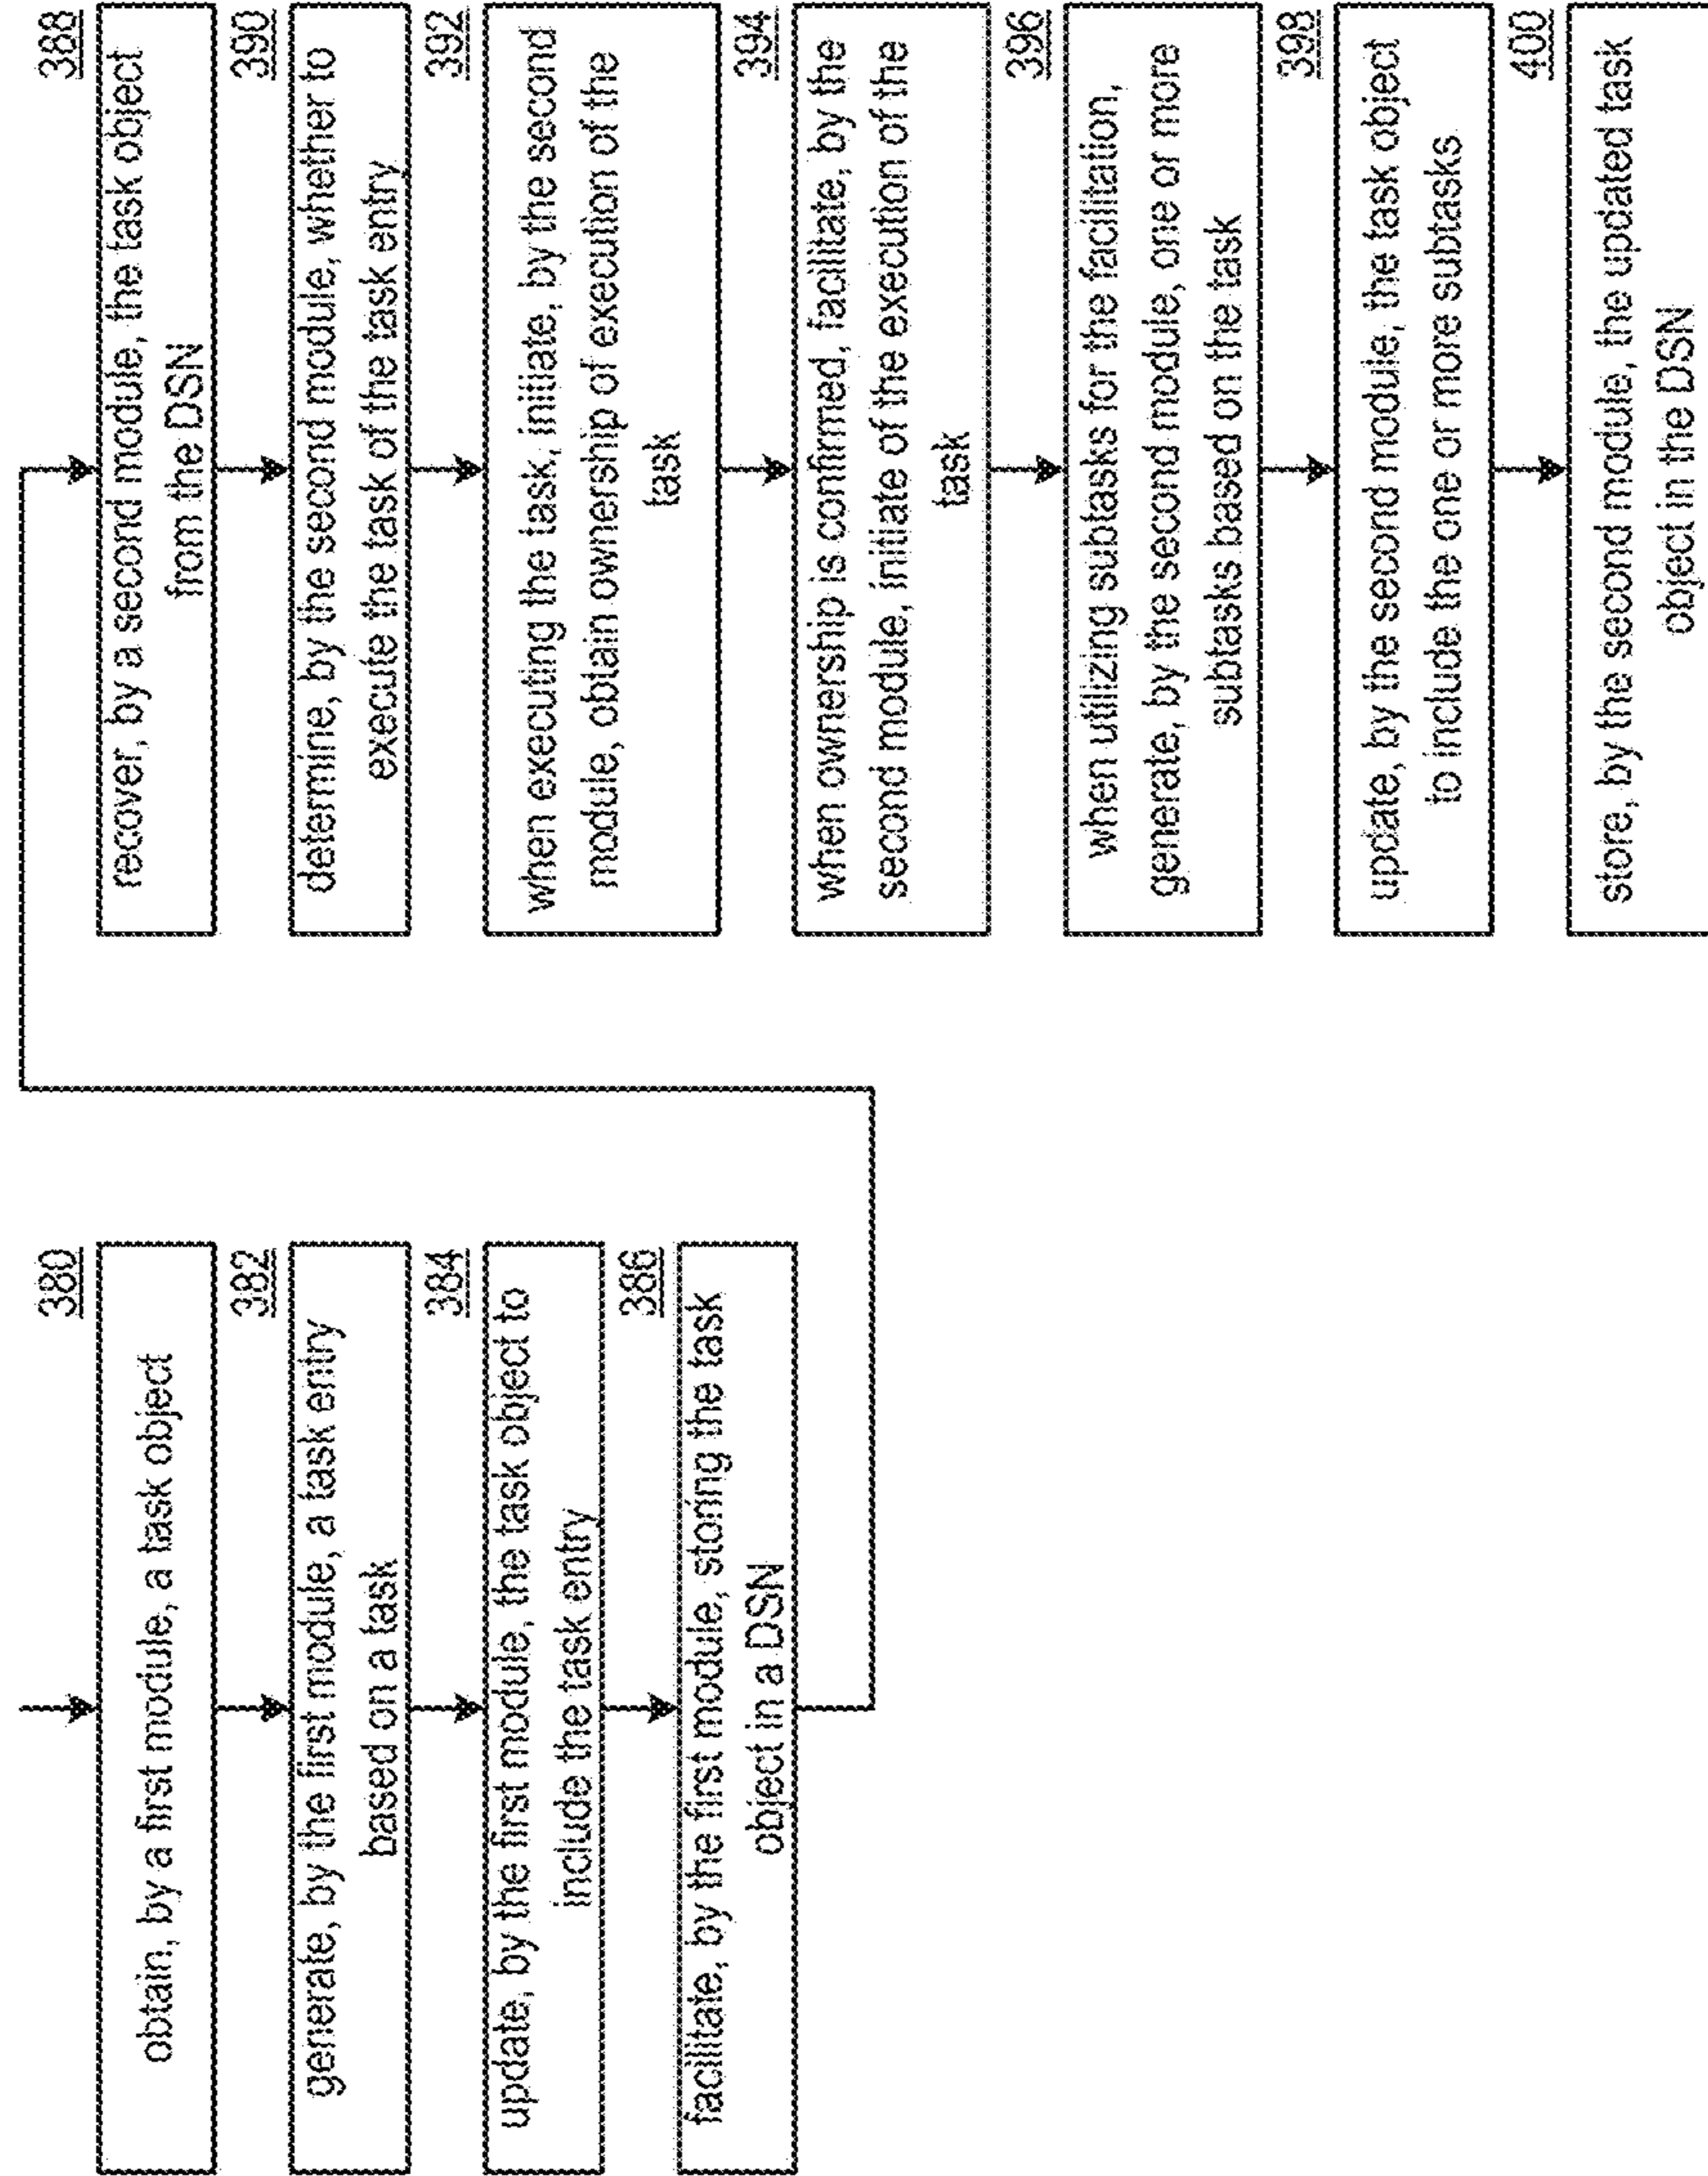 380
obtain, by a first module, a task object
382
generate, by the first module, a task entry
based on a task
384
update, by the first module, the task object to
include the task entry
386
facilitate, by the first module, storing the task
object in a DSN
388
recover, by a second module, the task object
from the DSN
390
determine, by the second module, whether to
execute the task of the task entry
392
when executing the task, initiate, by the second
module, obtain ownership of execution of the
task
394
when ownership is confirmed, facilitate, by the
second module, initiate of the execution of the
task
396
when utilizing subtasks for the facilitation,
generate, by the second module, one or more
subtasks based on the task
398
update, by the second module, the task object
to include the one or more subtasks
400
store, by the second module, the updated task
object in the DSN